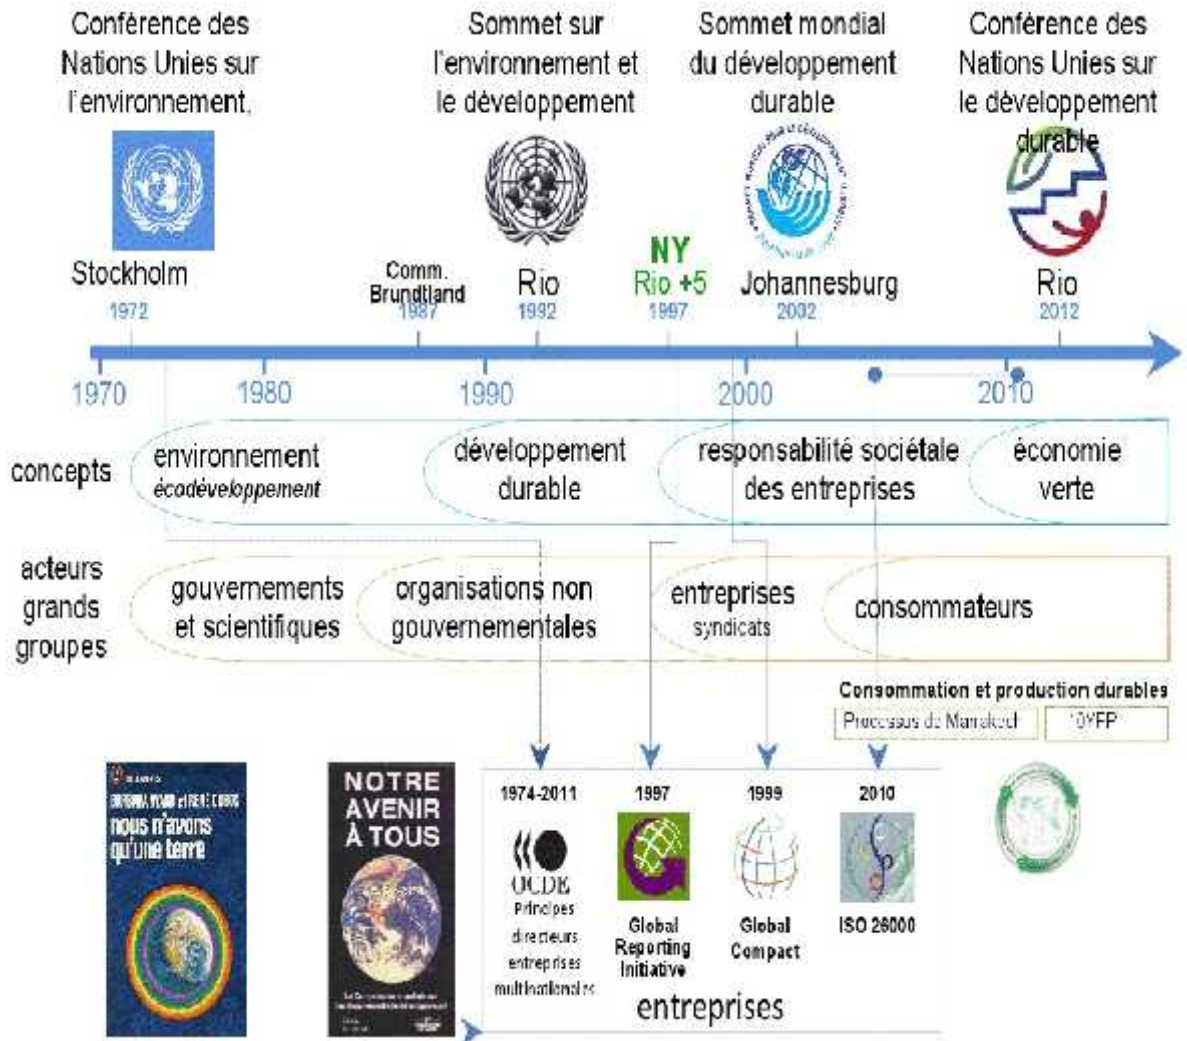 Conférence des
Nations Unies sur
l'environnement,
Sommet sur
l'environnement et
le développement
Sommet mondial
du développement
durable
Conférence des
Nations Unies sur
le développement
durable
Stockholm
1972
Comm.
Brundtland
1987
Rio
1992
NY
Rio +5
1997
Johannesburg
2002
Rio
2012
1970
1980
1990
2000
2010
concepts
environnement
écodéveloppement
développement
durable
responsabilité sociétale
des entreprises
économie
verte
acteurs
grands
groupes
gouvernements
et scientifiques
organisations non
gouvernementales
entreprises
syndicats
consommateurs
Consommation et production durables
Processus de Marrakech
10YFP
nous n'avons
qu'une terre
NOTRE
AVENIR
À TOUS
1974-2011
OCDE
Principes
directeurs
entreprises
multinationales
1997
Global
Reporting
Initiative
1999
Global
Compact
2010
ISO 26000
entreprises